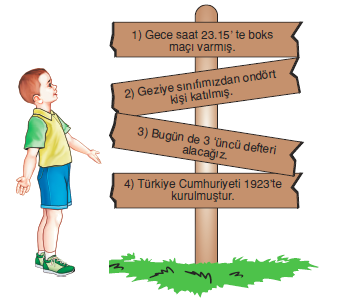 1) Gece saat 23.15' te boks
maçı varmış.
2) Geziye sınıfımızdan ondört
kişi katılmış.
3) Bugün de 3 'üncü defteri
alacağız.
4) Türkiye Cumhuriyeti 1923'te
kurulmuştur.